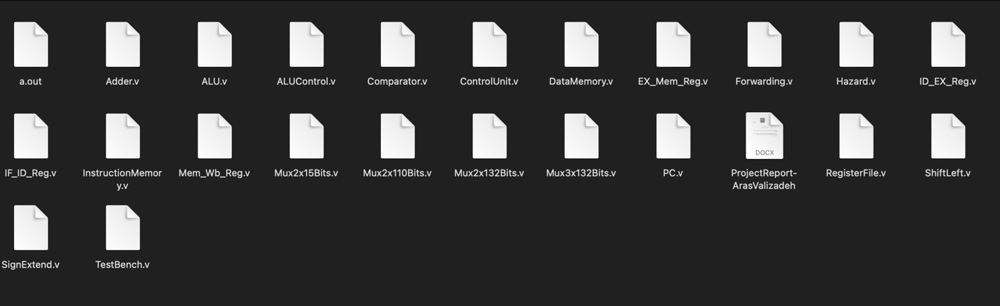 a.out
Adder.v
ALU.v
ALUControl.v
Comparator.v
ControlUnit.v
DataMemory.v
EX_Mem_Reg.v
Forwarding.v
Hazard.v
ID_EX_Reg.v
IF_ID_Reg.v
InstructionMemor
y.v
Mem_Wb_Reg.v
Mux2x15Bits.v
Mux2x110Bits.v
Mux2x132Bits.v
Mux3x132Bits.v
PC.v
DOCX
ProjectReport-
ArasValizadeh
RegisterFile.v
ShiftLeft.v
SignExtend.v
TestBench.v